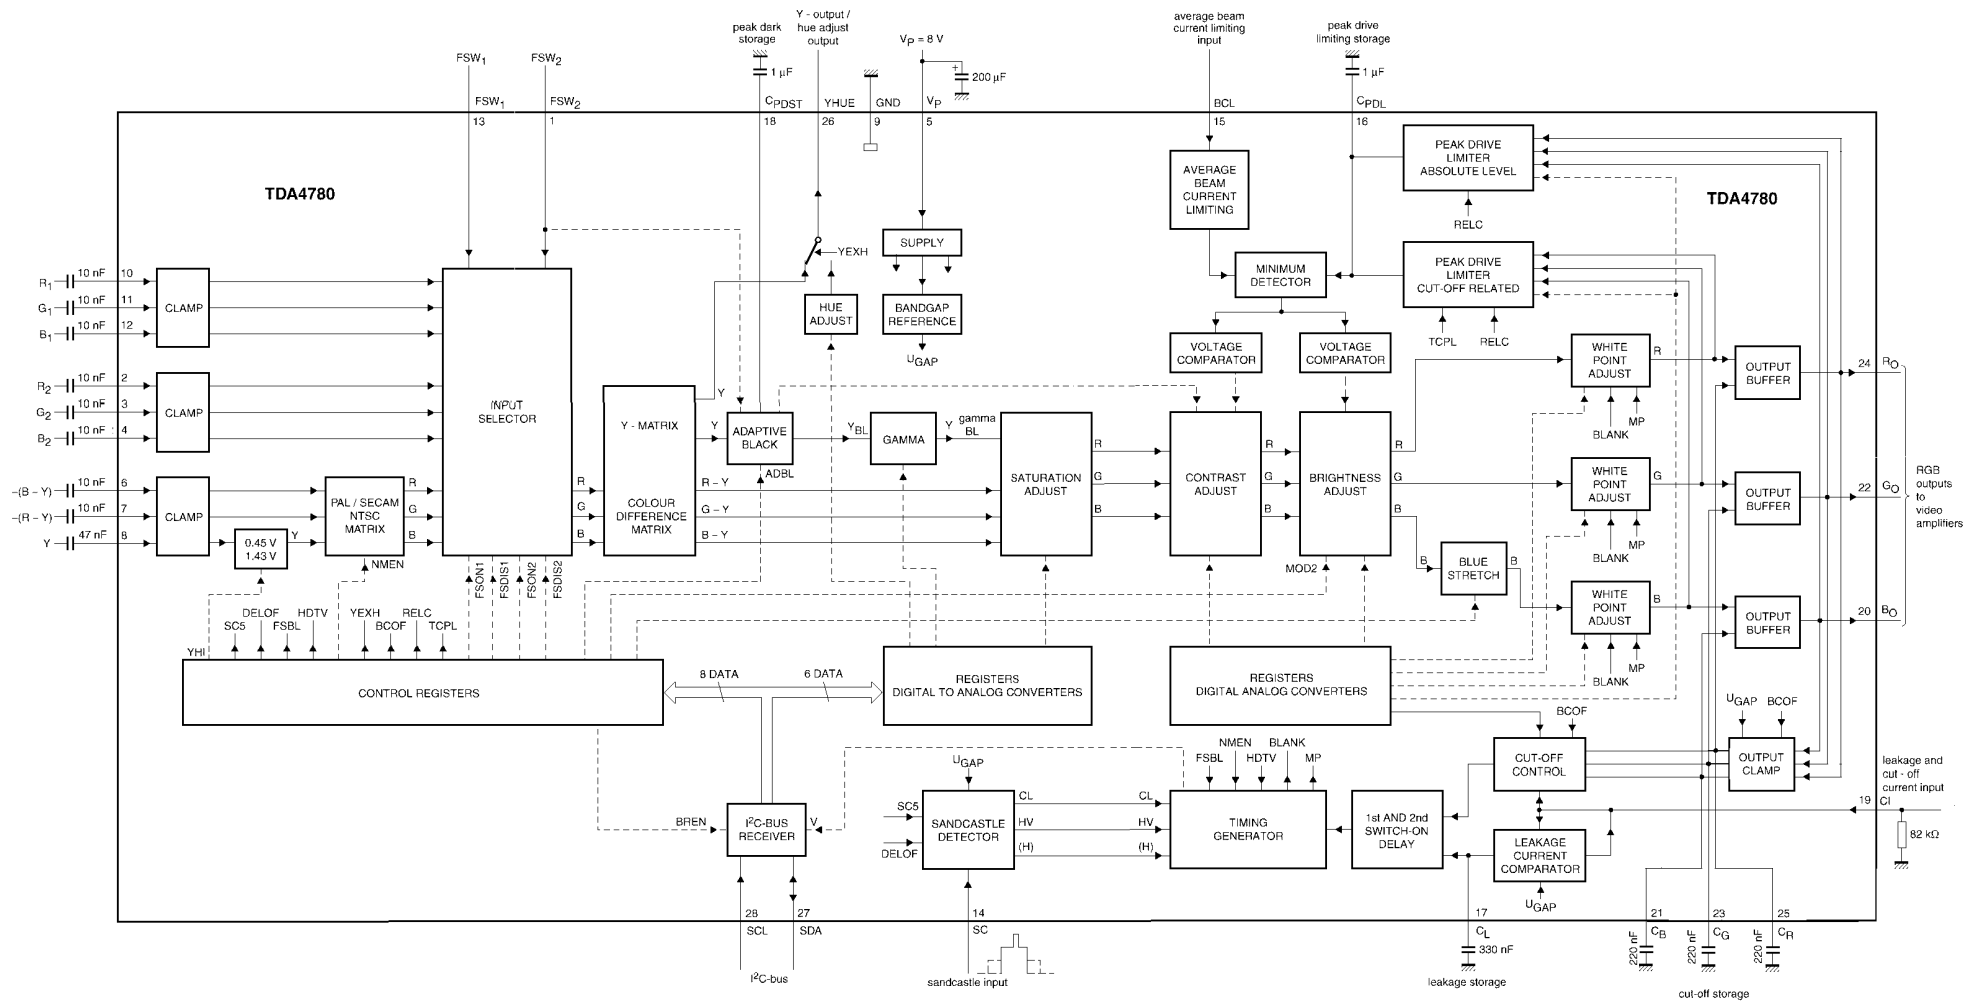 peak dark
storage
Y - output /
hue adjust
output
VP = 8 V
average beam
current limiting
input
peak drive
limiting storage
FSW1
FSW2
1 µF
200 µF
+
1 µF
FSW1
FSW2
CPDST
YHUE
GND
VP
BCL
CPDL
13
1
18
26
9
5
15
16
TDA4780
TDA4780
AVERAGE
BEAM
CURRENT
LIMITING
PEAK DRIVE
LIMITER
ABSOLUTE LEVEL
RELC
SUPPLY
YEXH
HUE
ADJUST
BANDGAP
REFERENCE
UGAP
MINIMUM
DETECTOR
PEAK DRIVE
LIMITER
CUT-OFF RELATED
TCPL
RELC
VOLTAGE
COMPARATOR
VOLTAGE
COMPARATOR
R1
10 nF
10
G1
10 nF
11
B1
10 nF
12
CLAMP
R2
10 nF
2
G2
10 nF
3
B2
10 nF
4
CLAMP
–(B – Y)
10 nF
6
–(R – Y)
10 nF
7
Y
47 nF
8
CLAMP
0.45 V
1.43 V
Y
PAL / SECAM
NTSC
MATRIX
NMEN
R
G
B
INPUT
SELECTOR
R
G
B
Y - MATRIX
COLOUR
DIFFERENCE
MATRIX
Y
Y
R – Y
G – Y
B – Y
ADAPTIVE
BLACK
ADBL
YBL
GAMMA
Y
gamma
BL
SATURATION
ADJUST
R
G
B
CONTRAST
ADJUST
R
G
B
BRIGHTNESS
ADJUST
MOD2
R
G
B
B
BLUE
STRETCH
B
WHITE
POINT
ADJUST
R
BLANK
MP
WHITE
POINT
ADJUST
G
BLANK
MP
WHITE
POINT
ADJUST
B
BLANK
MP
OUTPUT
BUFFER
24
RO
OUTPUT
BUFFER
22
GO
OUTPUT
BUFFER
20
BO
RGB
outputs
to
video
amplifiers
FSON1
FSDIS1
FSON2
FSDIS2
YHI
SC5
DELOF
FSBL
HDTV
YEXH
BCOF
RELC
TCPL
CONTROL REGISTERS
8 DATA
6 DATA
REGISTERS
DIGITAL TO ANALOG CONVERTERS
REGISTERS
DIGITAL ANALOG CONVERTERS
BREN
I2C-BUS
RECEIVER
V
UGAP
SC5
DELOF
SANDCASTLE
DETECTOR
CL
HV
(H)
CL
HV
(H)
FSBL
NMEN
HDTV
BLANK
MP
TIMING
GENERATOR
1st AND 2nd
SWITCH-ON
DELAY
BCOF
CUT-OFF
CONTROL
LEAKAGE
CURRENT
COMPARATOR
UGAP
UGAP
BCOF
OUTPUT
CLAMP
leakage and
cut - off
current input
19
CI
82 kΩ
28
SCL
27
SDA
I2C-bus
14
SC
sandcastle input
17
CL
330 nF
leakage storage
21
CB
220 nF
23
CG
220 nF
25
CR
220 nF
cut-off storage